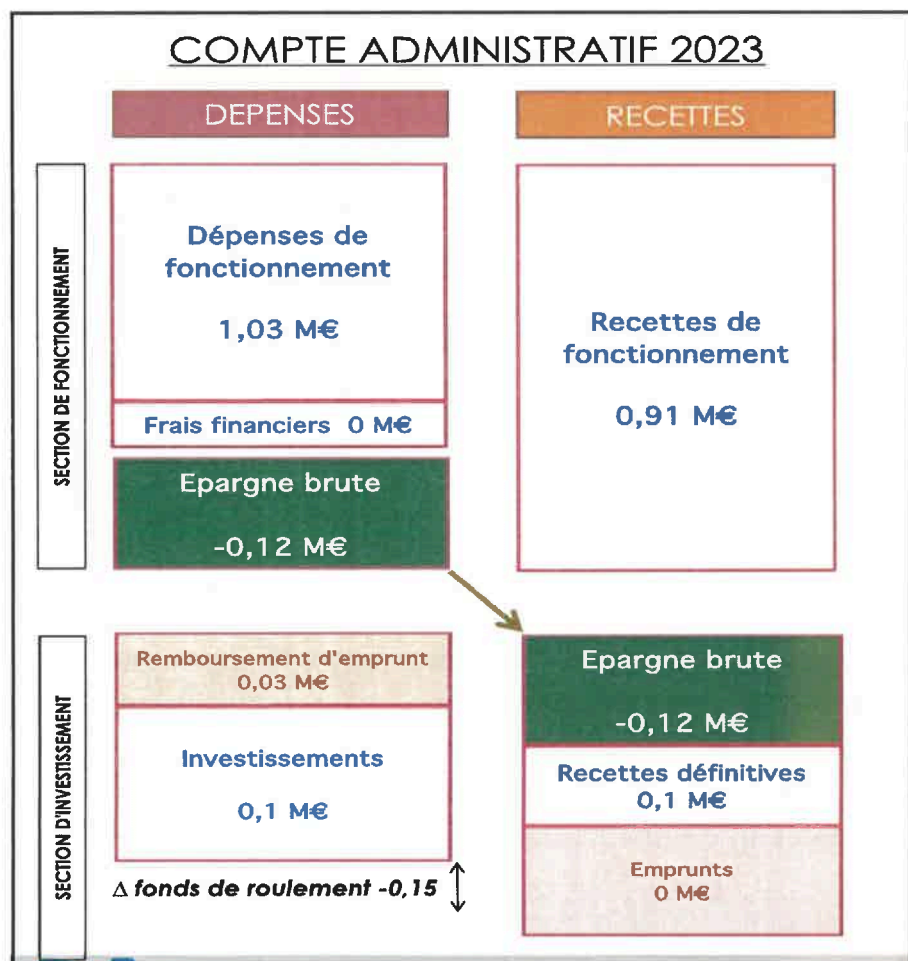 COMPTE ADMINISTRATIF 2023
DEPENSES
RECETTES
SECTION DE FONCTIONNEMENT
Dépenses de
fonctionnement
1,03 M€
Frais financiers 0 M€
Epargne brute
-0,12 M€
Recettes de
fonctionnement
0,91 M€
SECTION D'INVESTISSEMENT
Remboursement d'emprunt
0,03 M€
Investissements
0,1 M€
Δ fonds de roulement -0,15
Epargne brute
-0,12 M€
Recettes définitives
0,1 M€
Emprunts
0 M€